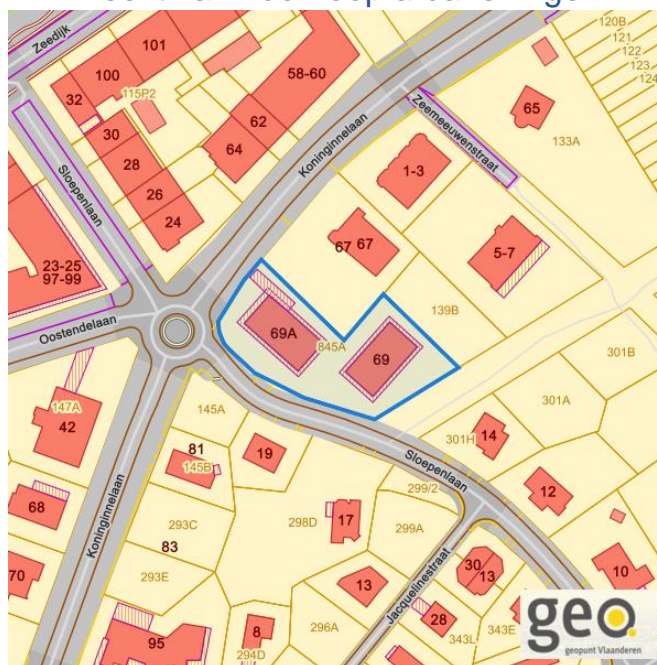 Zeedijk
101
100
32
115P2
58-60
30
28
26
24
62
64
Sloepenlaan
Koninginnelaan
Zeemeeuwenstraat
65
133A
120B
121
122
123
124
1-3
67 67
5-7
23-25
97-99
Oostendelaan
69A
845A
69
139B
301B
301A
147A
42
145A
81
145B
19
301H
14
Sloepenlaan
12
299/2
68
Koninginnelaan
293C
83
298D
17
299A
70
293E
13
Jacquelinestraat
30
13
10
95
8
294D
296A
28
343L
343E
geo
geopunt Vlaanderen